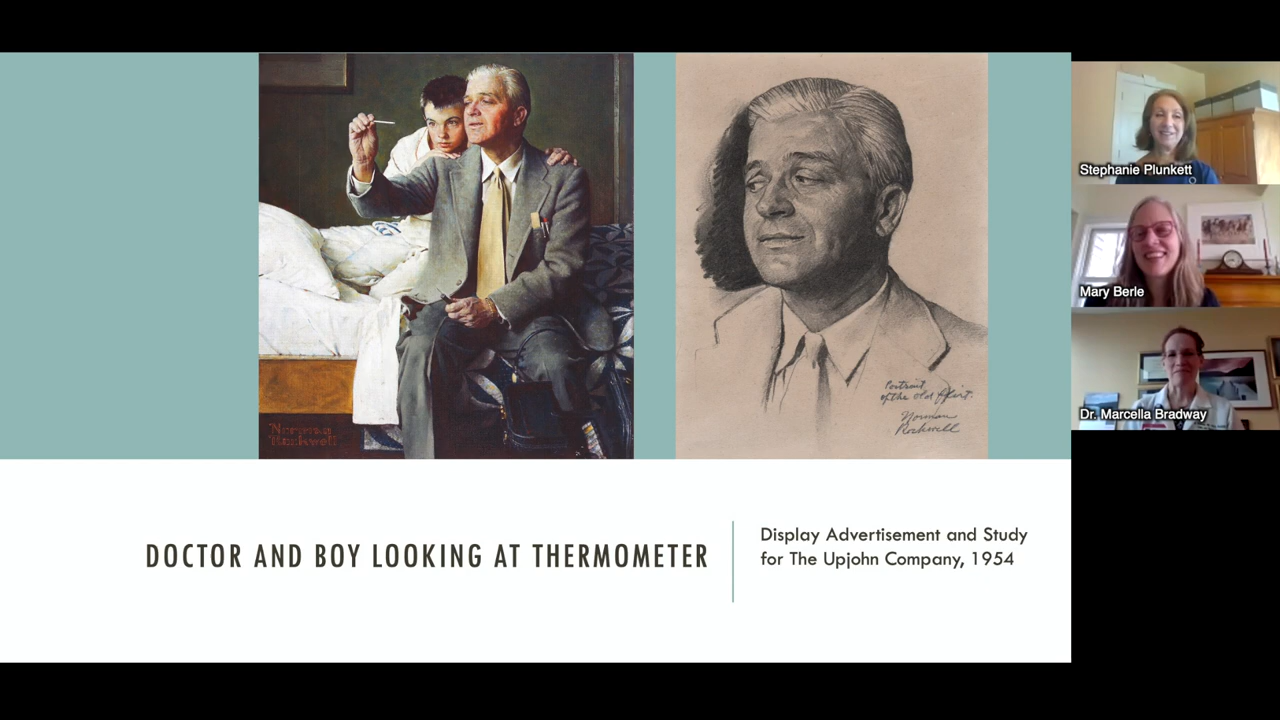 Norman
Rockwell
Portrait
of the old
Norman
Rockwell
DOCTOR AND BOY LOOKING AT THERMOMETER
Display Advertisement and Study
for The Upjohn Company, 1954
Stephanie Plunkett
Mary Berle
Dr. Marcella Bradway